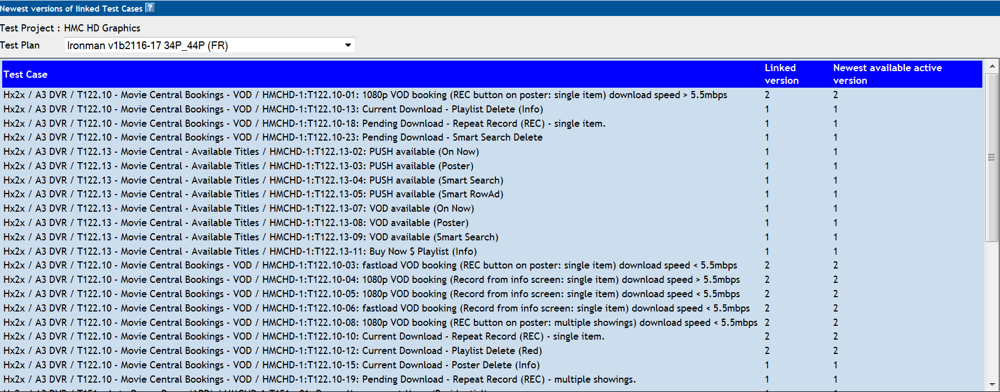 Newest versions of linked Test Cases ?
Test Project : HMC HD Graphics
Test Plan Ironman v1b2116-17 34P_44P (FR)
Test Case Linked version Newest available active version
Hx2x / A3 DVR / T122.10 - Movie Central Bookings - VOD / HMCHD-1:T122.10-01: 1080p VOD booking (REC button on poster: single item) download speed > 5.5mbps 2 2
Hx2x / A3 DVR / T122.10 - Movie Central Bookings - VOD / HMCHD-1:T122.10-13: Current Download - Playlist Delete (Info) 1 1
Hx2x / A3 DVR / T122.10 - Movie Central Bookings - VOD / HMCHD-1:T122.10-18: Pending Download - Repeat Record (REC) - single item. 1 1
Hx2x / A3 DVR / T122.10 - Movie Central Bookings - VOD / HMCHD-1:T122.10-23: Pending Download - Smart Search Delete 1 1
Hx2x / A3 DVR / T122.13 - Movie Central - Available Titles / HMCHD-1:T122.13-02: PUSH available (On Now) 1 1
Hx2x / A3 DVR / T122.13 - Movie Central - Available Titles / HMCHD-1:T122.13-03: PUSH available (Poster) 1 1
Hx2x / A3 DVR / T122.13 - Movie Central - Available Titles / HMCHD-1:T122.13-04: PUSH available (Smart Search) 1 1
Hx2x / A3 DVR / T122.13 - Movie Central - Available Titles / HMCHD-1:T122.13-05: PUSH available (Smart RowAd) 1 1
Hx2x / A3 DVR / T122.13 - Movie Central - Available Titles / HMCHD-1:T122.13-07: VOD available (On Now) 1 1
Hx2x / A3 DVR / T122.13 - Movie Central - Available Titles / HMCHD-1:T122.13-08: VOD available (Poster) 1 1
Hx2x / A3 DVR / T122.13 - Movie Central - Available Titles / HMCHD-1:T122.13-09: VOD available (Smart Search) 1 1
Hx2x / A3 DVR / T122.13 - Movie Central - Available Titles / HMCHD-1:T122.13-11: Buy Now $ Playlist (Info) 1 1
Hx2x / A3 DVR / T122.10 - Movie Central Bookings - VOD / HMCHD-1:T122.10-03: fastload VOD booking (REC button on poster: single item) download speed < 5.5mbps 2 2
Hx2x / A3 DVR / T122.10 - Movie Central Bookings - VOD / HMCHD-1:T122.10-04: 1080p VOD booking (Record from info screen: single item) download speed > 5.5mbps 2 2
Hx2x / A3 DVR / T122.10 - Movie Central Bookings - VOD / HMCHD-1:T122.10-05: 1080p VOD booking (Record from info screen: single item) download speed < 5.5mbps 2 2
Hx2x / A3 DVR / T122.10 - Movie Central Bookings - VOD / HMCHD-1:T122.10-06: fastload VOD booking (Record from info screen: single item) download speed < 5.5mbps 2 2
Hx2x / A3 DVR / T122.10 - Movie Central Bookings - VOD / HMCHD-1:T122.10-08: 1080p VOD booking (REC button on poster: multiple showings) download speed < 5.5mbps 2 2
Hx2x / A3 DVR / T122.10 - Movie Central Bookings - VOD / HMCHD-1:T122.10-10: Current Download - Repeat Record (REC) - single item. 2 2
Hx2x / A3 DVR / T122.10 - Movie Central Bookings - VOD / HMCHD-1:T122.10-12: Current Download - Playlist Delete (Red) 2 2
Hx2x / A3 DVR / T122.10 - Movie Central Bookings - VOD / HMCHD-1:T122.10-15: Current Download - Poster Delete (Info) 1 1
Hx2x / A3 DVR / T122.10 - Movie Central Bookings - VOD / HMCHD-1:T122.10-19: Pending Download - Repeat Record (REC) - multiple showings. 1 1